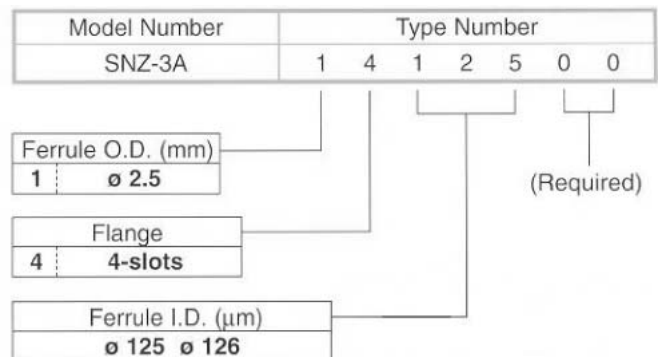 Model Number Type Number
SNZ-3A 1 4 1 2 5 0 0
Ferrule O.D. (mm)
1 ø 2.5
(Required)
Flange
4 4-slots
Ferrule I.D. (μm)
ø 125 ø 126